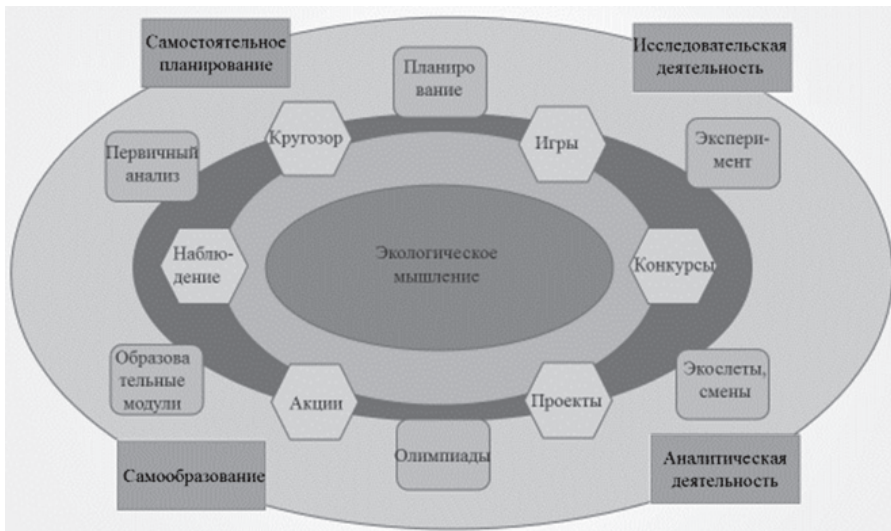 Самостоятельное
планирование
Исследовательская
деятельность
Планиро
вание
Кругозор
Игры
Первичный
анализ
Экспери-
мент
Наблю-
дение
Экологическое
мышление
Конкурсы
Образова
тельные
модули
Экослеты,
смены
Акции
Проекты
Олимпиады
Самообразование
Аналитическая
деятельность